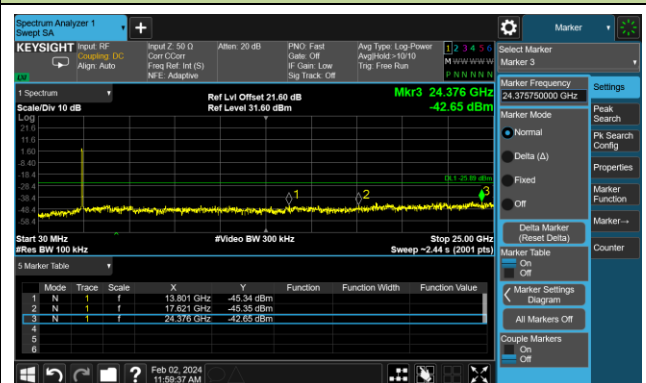 Spectrum Analyzer 1
Swept SA
+
Marker
KEYSIGHT
Input: RF
Coupling: DC
Align: Auto
Input Z: 50 Ω
Corr CCorr
Freq Ref: Int (S)
NFE: Adaptive
Atten: 20 dB
PNO: Fast
Gate: Off
IF Gain: Low
Sig Track: Off
Avg Type: Log-Power
Avg|Hold:>10/10
Trig: Free Run
1 2 3 4 5 6
M W W W W W
P N N N N N
Select Marker
Marker 3
1 Spectrum
Scale/Div 10 dB
Ref Lvl Offset 21.60 dB
Ref Level 31.60 dBm
Mkr3 24.376 GHz
-42.65 dBm
Log
21.6
11.6
1.60
-8.40
-18.4
-28.4
-38.4
-48.4
-58.4
1
2
3
Start 30 MHz
#Res BW 100 kHz
#Video BW 300 kHz
Stop 25.00 GHz
Sweep ~2.44 s (2001 pts)
5 Marker Table
Mode Trace Scale X Y Function Function Width Function Value
1 N 1 f 13.801 GHz -45.34 dBm
2 N 1 f 17.621 GHz -45.35 dBm
3 N 1 f 24.376 GHz -42.65 dBm
4
5
6
Marker Frequency
24.375750000 GHz
Marker Mode
Normal
Delta (Δ)
Fixed
Off
Delta Marker
(Reset Delta)
Marker Table
On
Off
Marker Settings
Diagram
All Markers Off
Couple Markers
On
Off
Settings
Peak
Search
Pk Search
Config
Properties
Marker
Function
Marker→
Counter
?
Feb 02, 2024
11:59:37 AM